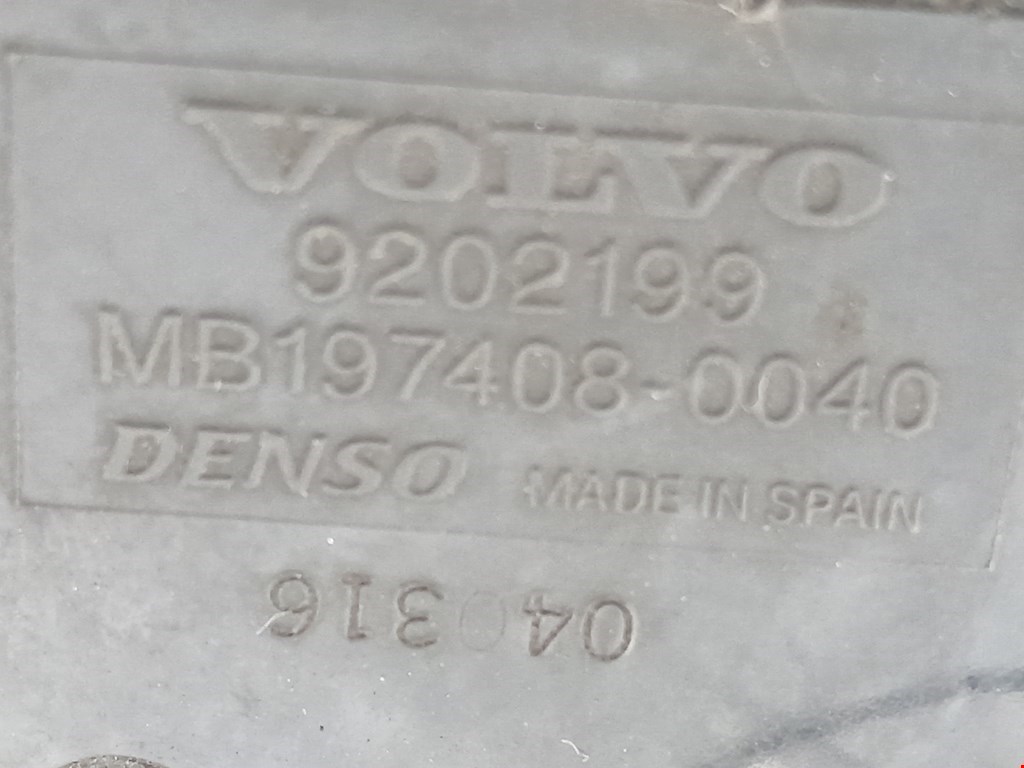 VOLVO
9202199
MB197408-0040
DENSO MADE IN SPAIN
040316